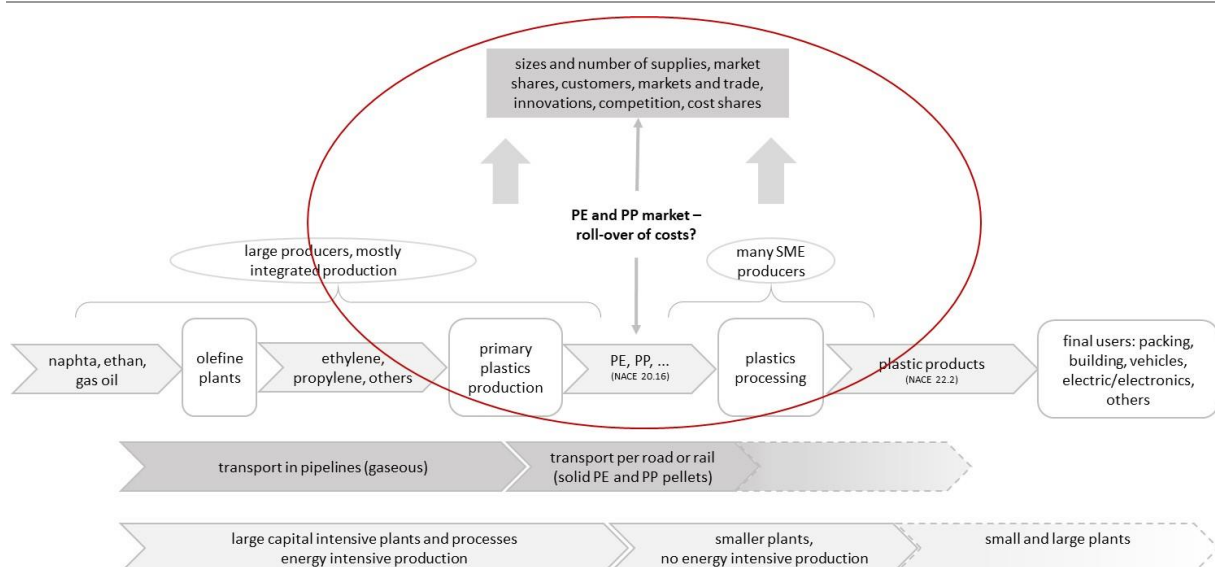 sizes and number of supplies, market
shares, customers, markets and trade,
innovations, competition, cost shares
PE and PP market –
roll-over of costs?
large producers, mostly
integrated production
many SME
producers
naphta, ethan,
gas oil
olefine
plants
ethylene,
propylene, others
primary
plastics
production
PE, PP, ...
(NACE 20.16)
plastics
processing
plastic products
(NACE 22.2)
final users: packing,
building, vehicles,
electric/electronics,
others
transport in pipelines (gaseous)
transport per road or rail
(solid PE and PP pellets)
large capital intensive plants and processes
energy intensive production
smaller plants,
no energy intensive production
small and large plants